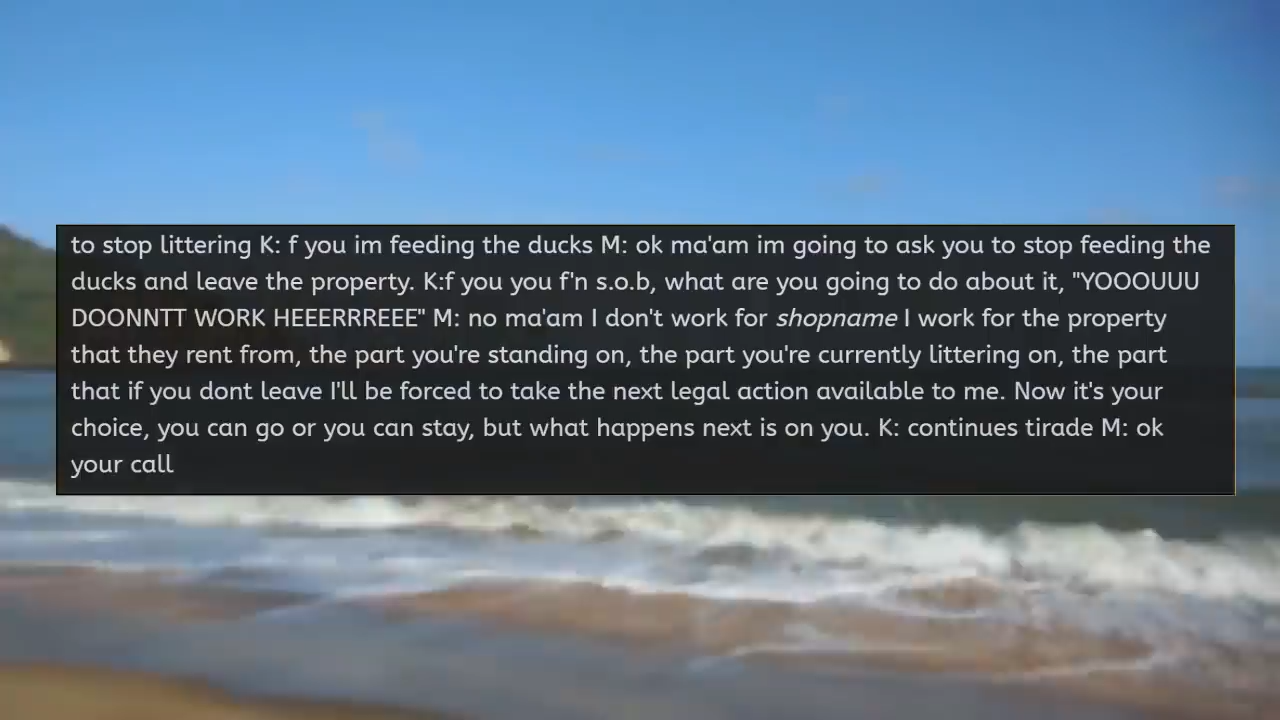 to stop littering K: f you im feeding the ducks M: ok ma'am im going to ask you to stop feeding the
ducks and leave the property. K:f you you f'n s.o.b, what are you going to do about it, "YOOOUUU
DOONNTT WORK HEEERRREEE" M: no ma'am I don't work for shopname I work for the property
that they rent from, the part you're standing on, the part you're currently littering on, the part
that if you dont leave I'll be forced to take the next legal action available to me. Now it's your
choice, you can go or you can stay, but what happens next is on you. K: continues tirade M: ok
your call